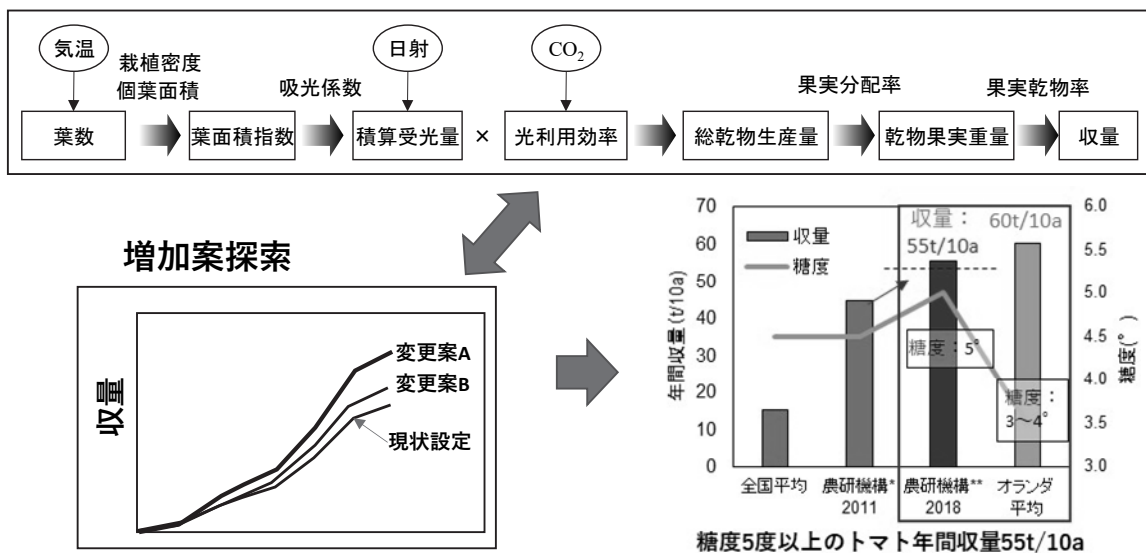 気温
日射
CO2
栽植密度
個葉面積
吸光係数
果実分配率
果実乾物率
葉数
葉面積指数
積算受光量
×
光利用効率
総乾物生産量
乾物果実重量
収量
増加案探索
収量
変更案A
変更案B
現状設定
収量
糖度
収量：
55t/10a
60t/10a
糖度：5°
糖度：
3～4°
年間収量(t/10a)
70
60
50
40
30
20
10
0
糖度(°)
6.0
5.5
5.0
4.5
4.0
3.5
3.0
全国平均
農研機構*
2011
農研機構**
2018
オランダ
平均
糖度5度以上のトマト年間収量55t/10a